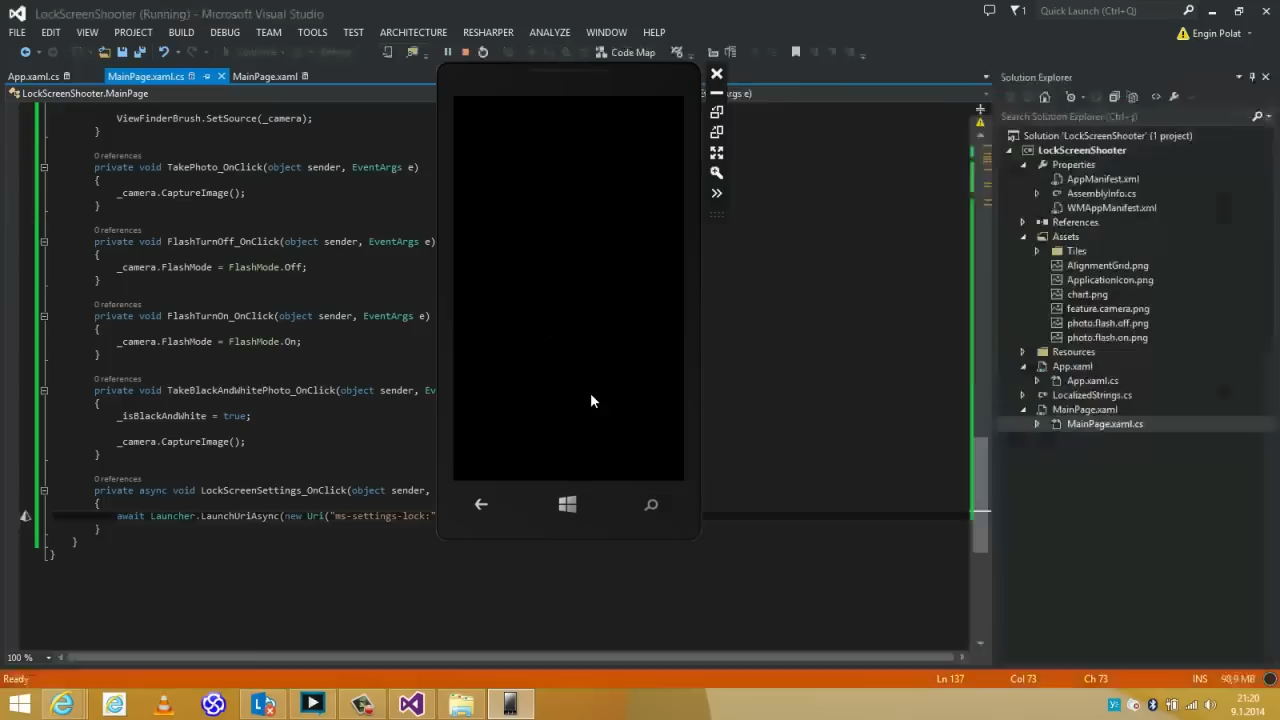 LockScreenShooter (Running) - Microsoft Visual Studio
1
Quick Launch (Ctrl+Q)
FILE EDIT VIEW PROJECT BUILD DEBUG TEAM TOOLS TEST ARCHITECTURE RESHARPER ANALYZE WINDOW HELP
Engin Polat
Code Map
App.xaml.cs MainPage.xaml.cs MainPage.xaml
LockScreenShooter.MainPage
rgs e)
ViewFinderBrush.SetSource(_camera);
}
0 references
private void TakePhoto_OnClick(object sender, EventArgs e)
{
_camera.CaptureImage();
}
0 references
private void FlashTurnOff_OnClick(object sender, EventArgs e)
{
_camera.FlashMode = FlashMode.Off;
}
0 references
private void FlashTurnOn_OnClick(object sender, EventArgs e)
{
_camera.FlashMode = FlashMode.On;
}
0 references
private void TakeBlackAndWhitePhoto_OnClick(object sender, Ev
{
_isBlackAndWhite = true;
_camera.CaptureImage();
}
0 references
private async void LockScreenSettings_OnClick(object sender,
{
await Launcher.LaunchUriAsync(new Uri("ms-settings-lock:"
}
}
}
Solution Explorer
Search Solution Explorer (Ctrl+ş)
Solution 'LockScreenShooter' (1 project)
LockScreenShooter
Properties
AppManifest.xml
AssemblyInfo.cs
WMAppManifest.xml
References
Assets
Tiles
AlignmentGrid.png
ApplicationIcon.png
chart.png
feature.camera.png
photo.flash.off.png
photo.flash.on.png
Resources
App.xaml
App.xaml.cs
LocalizedStrings.cs
MainPage.xaml
MainPage.xaml.cs
100 %
Ready
Ln 137 Col 73 Ch 73 INS 98,9 MB
21:20
9.1.2014